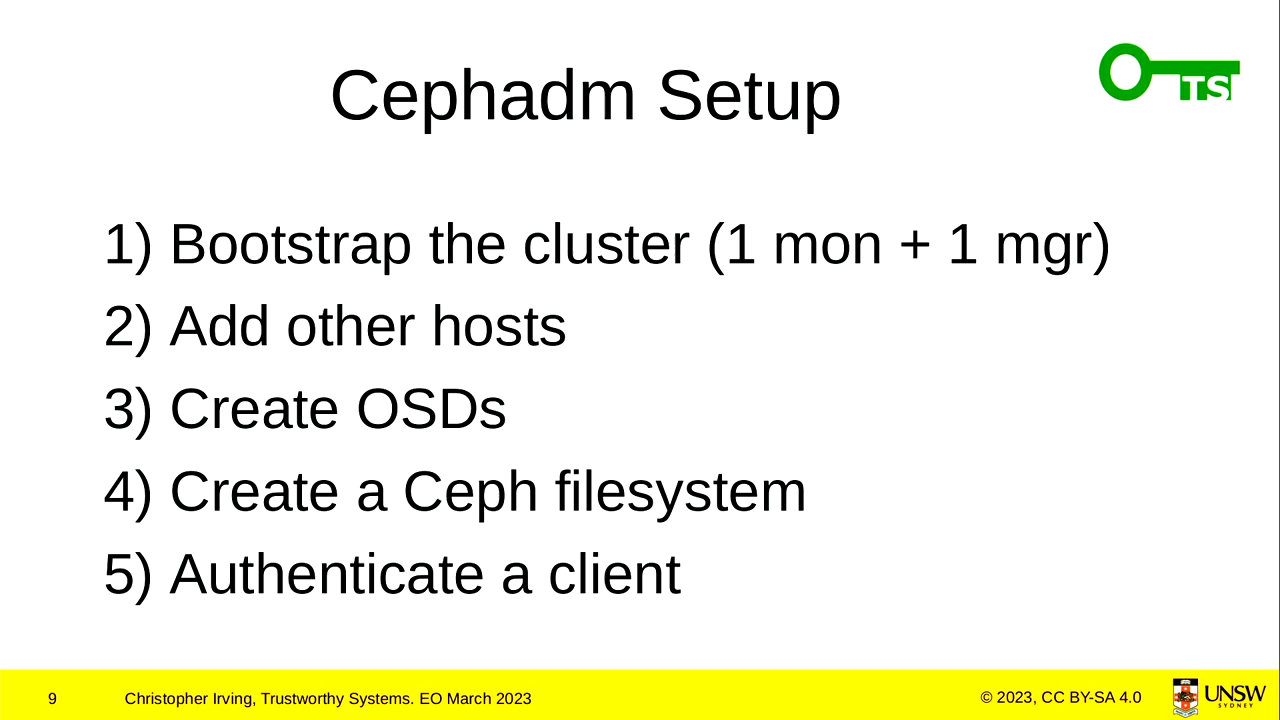 Cephadm Setup
TS
1) Bootstrap the cluster (1 mon + 1 mgr)
2) Add other hosts
3) Create OSDs
4) Create a Ceph filesystem
5) Authenticate a client
9
Christopher Irving, Trustworthy Systems. EO March 2023
© 2023, CC BY-SA 4.0
UNSW
SYDNEY